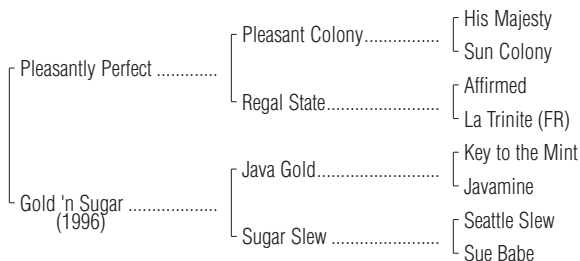 His Majesty
Pleasant Colony.................
Sun Colony
Pleasantly Perfect .............
Affirmed
Regal State.........................
La Trinite (FR)
Key to the Mint
Java Gold...........................
Javamine
Gold 'n Sugar ...................
(1996)
Seattle Slew
Sugar Slew ........................
Sue Babe